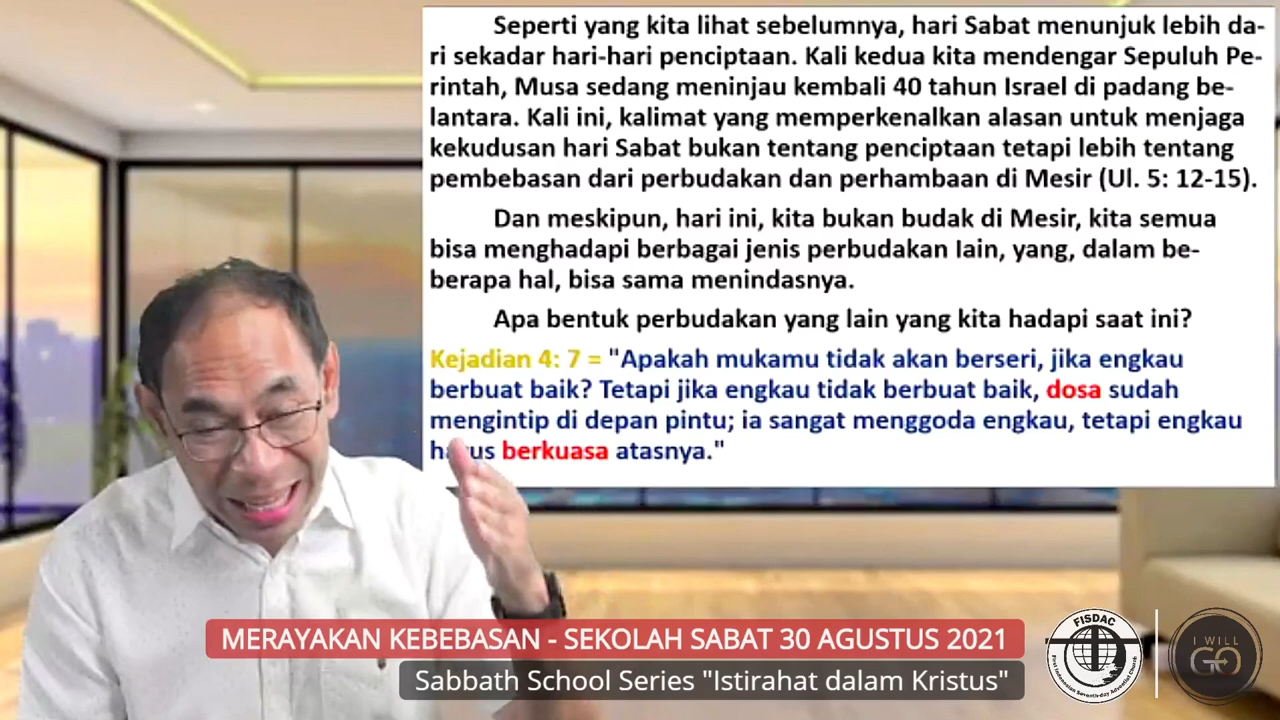 Seperti yang kita lihat sebelumnya, hari Sabat menunjuk lebih da-
ri sekadar hari-hari penciptaan. Kali kedua kita mendengar Sepuluh Pe-
rintah, Musa sedang meninjau kembali 40 tahun Israel di padang be-
lantara. Kali ini, kalimat yang memperkenalkan alasan untuk menjaga
kekudusan hari Sabat bukan tentang penciptaan tetapi lebih tentang
pembebasan dari perbudakan dan perhambaan di Mesir (Ul. 5: 12-15).
Dan meskipun, hari ini, kita bukan budak di Mesir, kita semua
bisa menghadapi berbagai jenis perbudakan lain, yang, dalam be-
berapa hal, bisa sama menindasnya.
Apa bentuk perbudakan yang lain yang kita hadapi saat ini?
Kejadian 4: 7 = "Apakah mukamu tidak akan berseri, jika engkau
berbuat baik? Tetapi jika engkau tidak berbuat baik, dosa sudah
mengintip di depan pintu; ia sangat menggoda engkau, tetapi engkau
berkuasa atasnya."
MERAYAKAN KEBEBASAN - SEKOLAH SABAT 30 AGUSTUS 2021
Sabbath School Series "Istirahat dalam Kristus"
FISDAC
First Indonesian Seventh-day Adventist Church
I WILL
GO